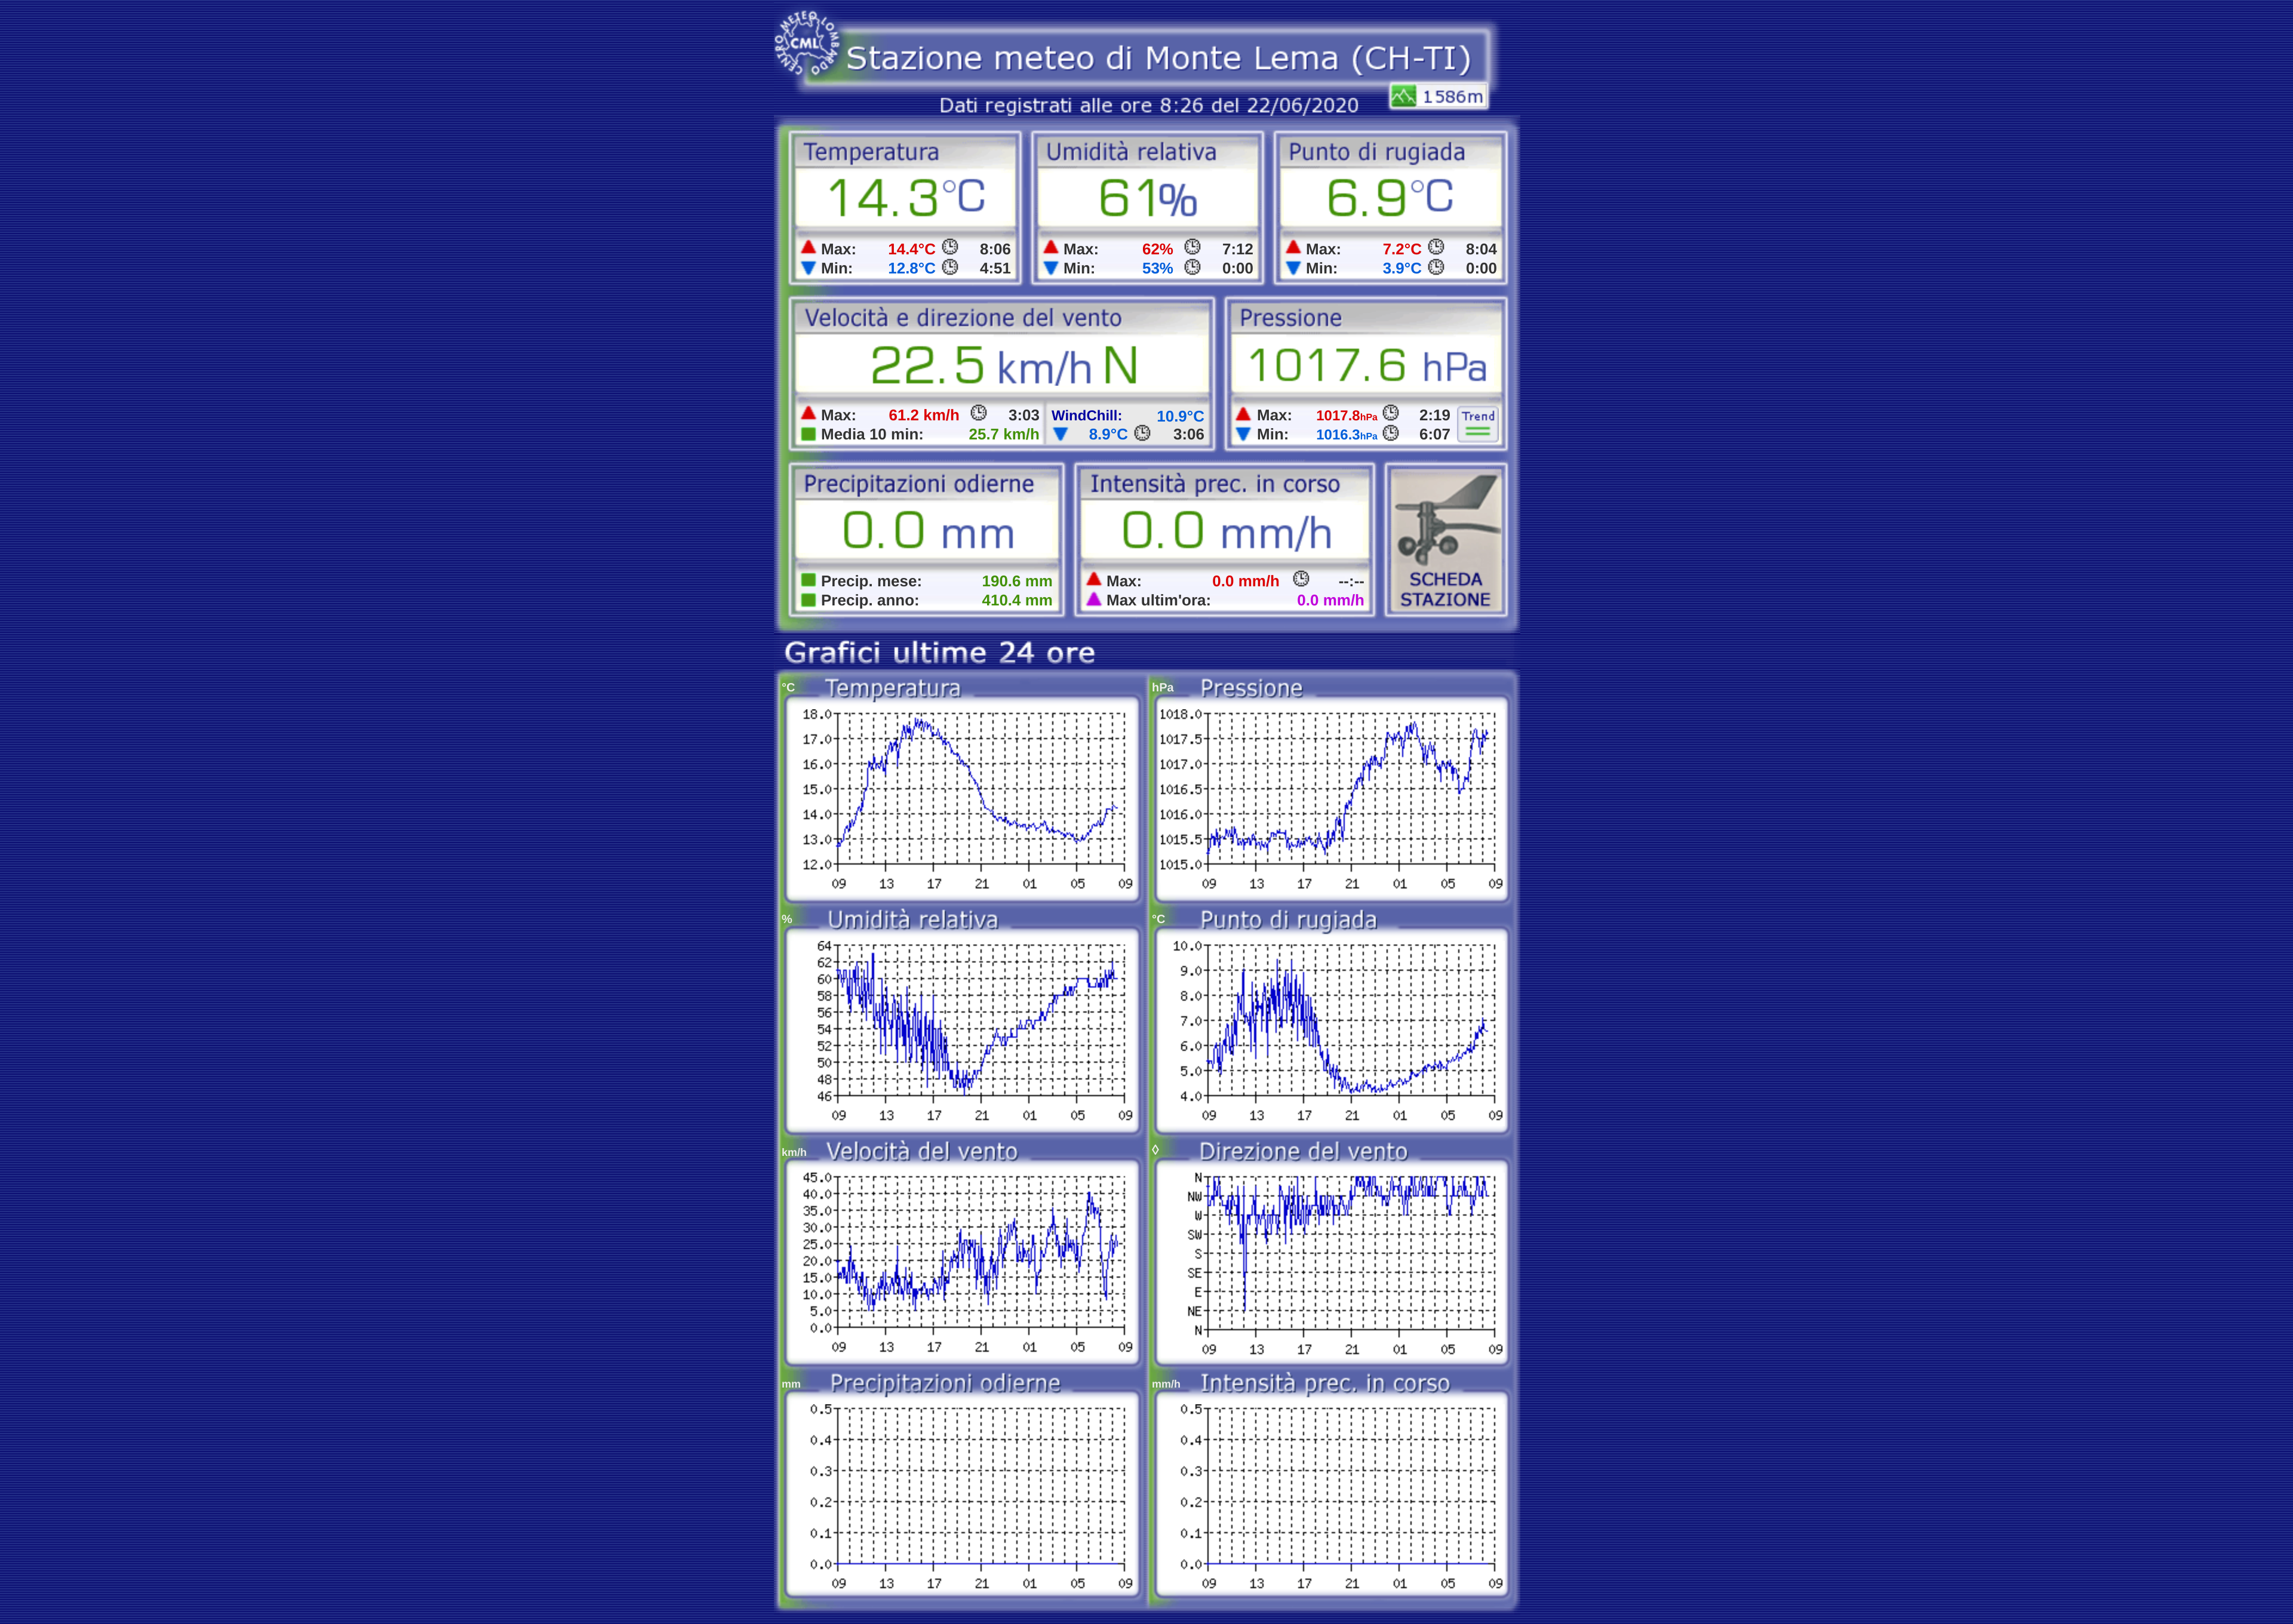 CENTRO METEO LOMBARDO
CML
Stazione meteo di Monte Lema (CH-TI)
Dati registrati alle ore 8:26 del 22/06/2020
1586m
Temperatura
14.3°C
Max: 14.4°C 8:06
Min: 12.8°C 4:51
Umidità relativa
61%
Max: 62% 7:12
Min: 53% 0:00
Punto di rugiada
6.9°C
Max: 7.2°C 8:04
Min: 3.9°C 0:00
Velocità e direzione del vento
22.5 km/h N
Max: 61.2 km/h 3:03
Media 10 min: 25.7 km/h
WindChill: 10.9°C
8.9°C 3:06
Pressione
1017.6 hPa
Max: 1017.8hPa 2:19
Min: 1016.3hPa 6:07
Trend
Precipitazioni odierne
0.0 mm
Precip. mese: 190.6 mm
Precip. anno: 410.4 mm
Intensità prec. in corso
0.0 mm/h
Max: 0.0 mm/h --:--
Max ultim'ora: 0.0 mm/h
SCHEDA
STAZIONE
Grafici ultime 24 ore
°C Temperatura
18.0
17.0
16.0
15.0
14.0
13.0
12.0
09 13 17 21 01 05 09
hPa Pressione
1018.0
1017.5
1017.0
1016.5
1016.0
1015.5
1015.0
09 13 17 21 01 05 09
% Umidità relativa
64
62
60
58
56
54
52
50
48
46
09 13 17 21 01 05 09
°C Punto di rugiada
10.0
9.0
8.0
7.0
6.0
5.0
4.0
09 13 17 21 01 05 09
km/h Velocità del vento
45.0
40.0
35.0
30.0
25.0
20.0
15.0
10.0
5.0
0.0
09 13 17 21 01 05 09
◊ Direzione del vento
N
NW
W
SW
S
SE
E
NE
N
09 13 17 21 01 05 09
mm Precipitazioni odierne
0.5
0.4
0.3
0.2
0.1
0.0
09 13 17 21 01 05 09
mm/h Intensità prec. in corso
0.5
0.4
0.3
0.2
0.1
0.0
09 13 17 21 01 05 09